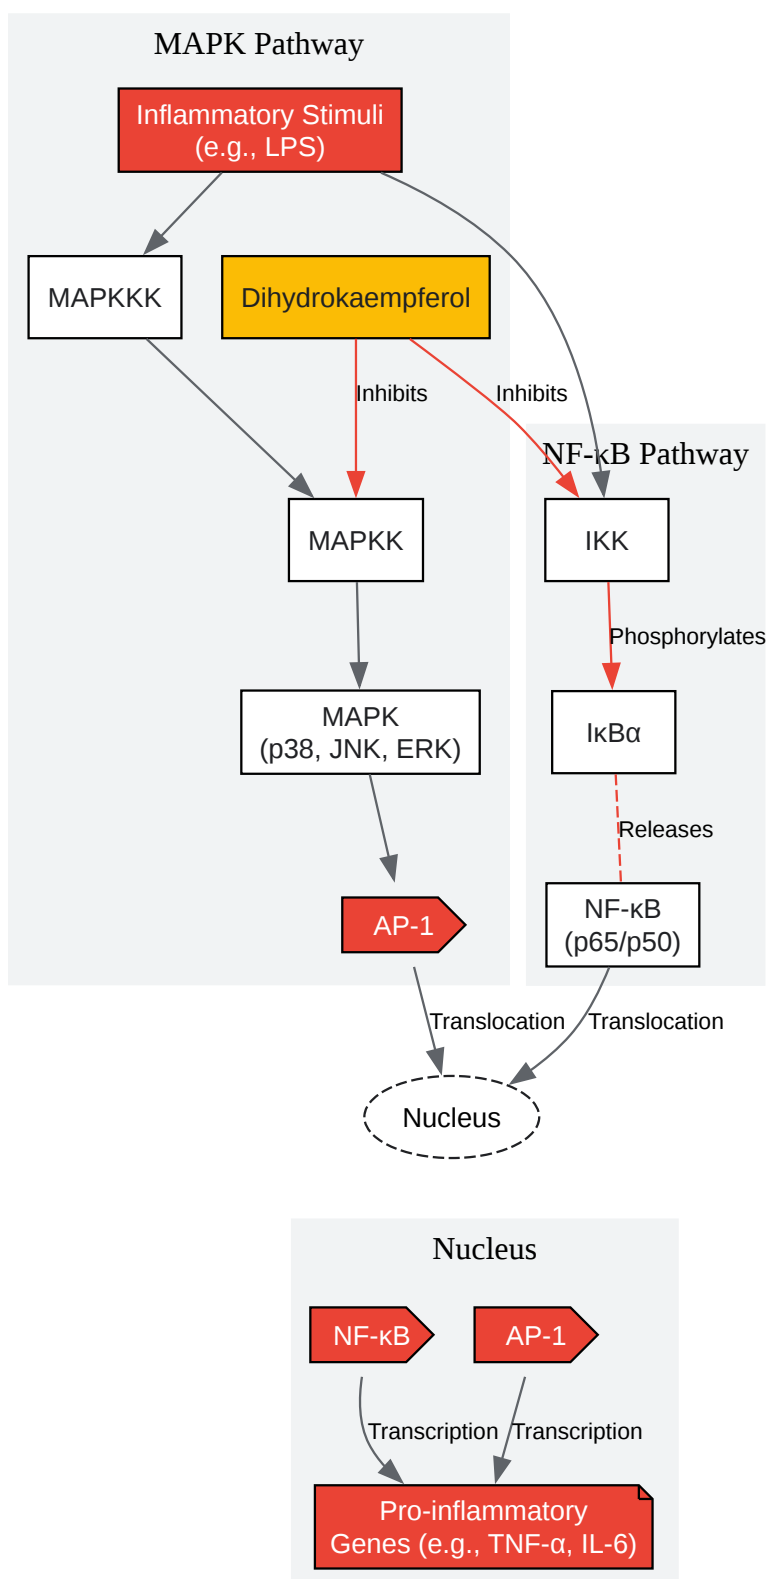 MAPK Pathway
Inflammatory Stimuli
(e.g., LPS)
MAPKKK
Dihydrokaempferol
Inhibits
Inhibits
NF-κB Pathway
MAPKK
IKK
Phosphorylates
MAPK
(p38, JNK, ERK)
IκBα
Releases
AP-1
NF-κB
(p65/p50)
Translocation
Translocation
Nucleus
Nucleus
NF-κB
AP-1
Transcription
Transcription
Pro-inflammatory
Genes (e.g., TNF-α, IL-6)